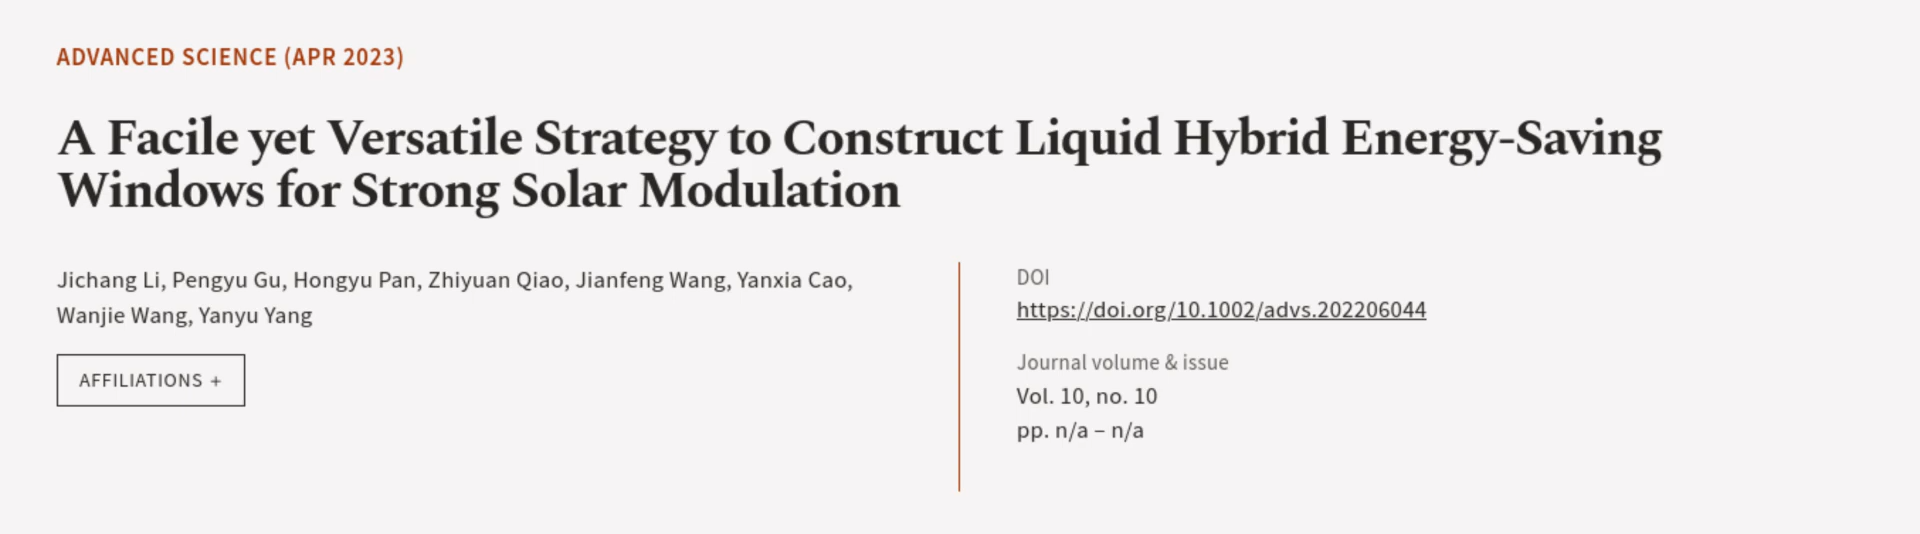 ADVANCED SCIENCE (APR 2023)
A Facile yet Versatile Strategy to Construct Liquid Hybrid Energy-Saving
Windows for Strong Solar Modulation
Jichang Li, Pengyu Gu, Hongyu Pan, Zhiyuan Qiao, Jianfeng Wang, Yanxia Cao,
Wanjie Wang, Yanyu Yang
AFFILIATIONS +
DOI
https://doi.org/10.1002/advs.202206044
Journal volume & issue
Vol. 10, no. 10
pp. n/a – n/a